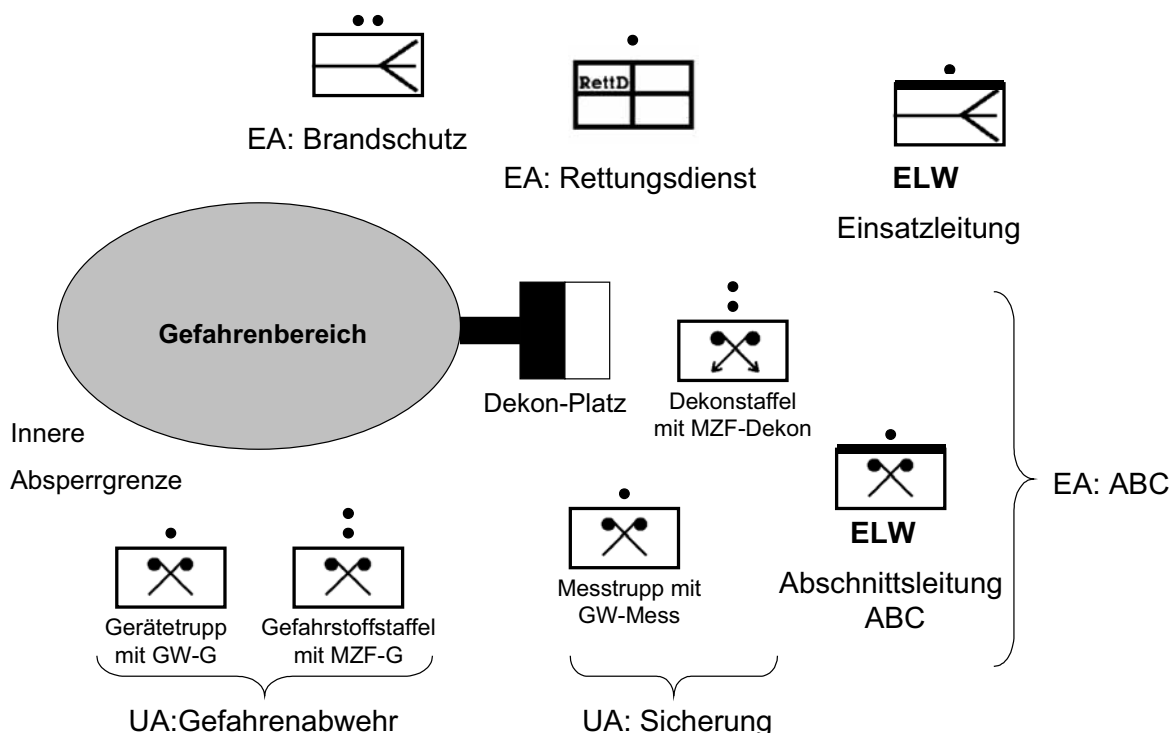 EA: Brandschutz
RettD
EA: Rettungsdienst
ELW
Einsatzleitung
Gefahrenbereich
Dekon-Platz
Dekonstaffel
mit MZF-Dekon
Innere
Absperrgrenze
EA: ABC
ELW
Abschnittsleitung
ABC
Messtrupp mit
GW-Mess
Gerätetrupp
mit GW-G
Gefahrstoffstaffel
mit MZF-G
UA:Gefahrenabwehr
UA: Sicherung